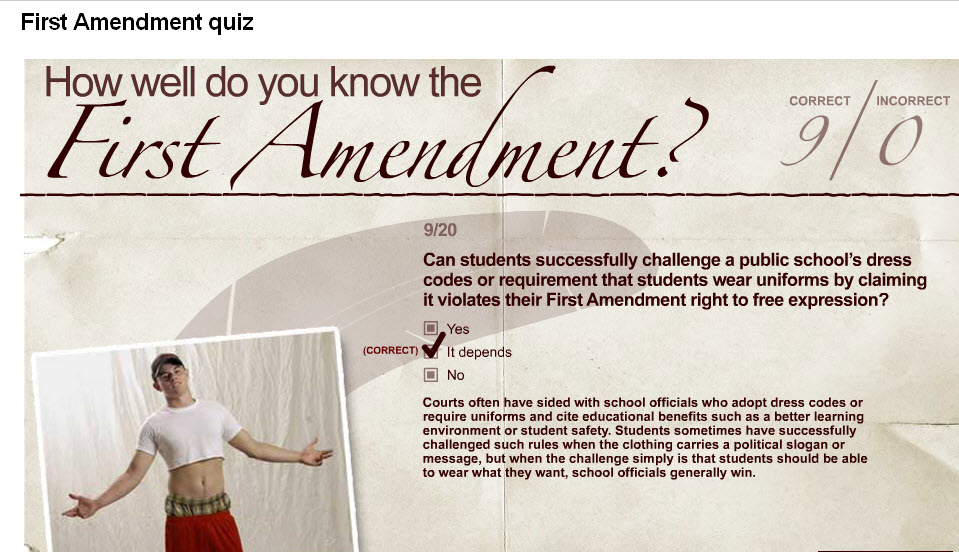 First Amendment quiz
How well do you know the
First Amendment?
CORRECT / INCORRECT
9/0
9/20
Can students successfully challenge a public school's dress
codes or requirement that students wear uniforms by claiming
it violates their First Amendment right to free expression?
Yes
(CORRECT) It depends
No
Courts often have sided with school officials who adopt dress codes or
require uniforms and cite educational benefits such as a better learning
environment or student safety. Students sometimes have successfully
challenged such rules when the clothing carries a political slogan or
message, but when the challenge simply is that students should be able
to wear what they want, school officials generally win.